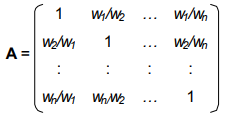 1 w₁/w₂ … w₁/wₙ
w₂/w₁ 1 … w₂/wₙ
A =
: : : :
wₙ/w₁ wₙ/w₂ … 1